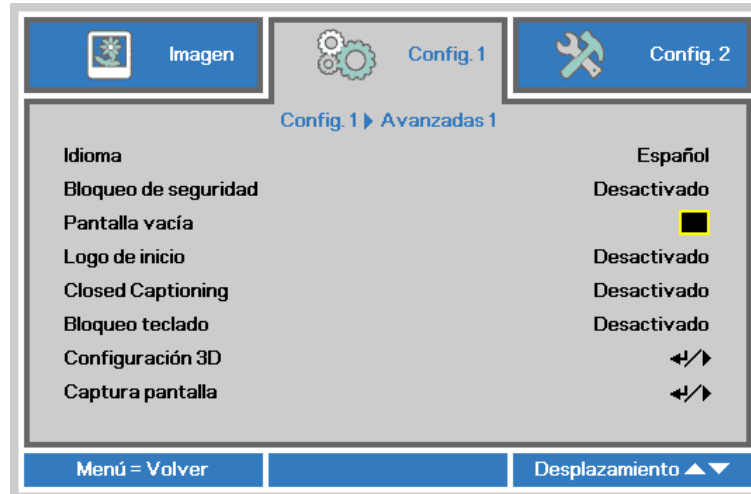 Imagen
Config. 1
Config. 2
Config. 1 Avanzadas 1
Idioma Español
Bloqueo de seguridad Desactivado
Pantalla vacía
Logo de inicio Desactivado
Closed Captioning Desactivado
Bloqueo teclado Desactivado
Configuración 3D
Captura pantalla
Menú = Volver
Desplazamiento